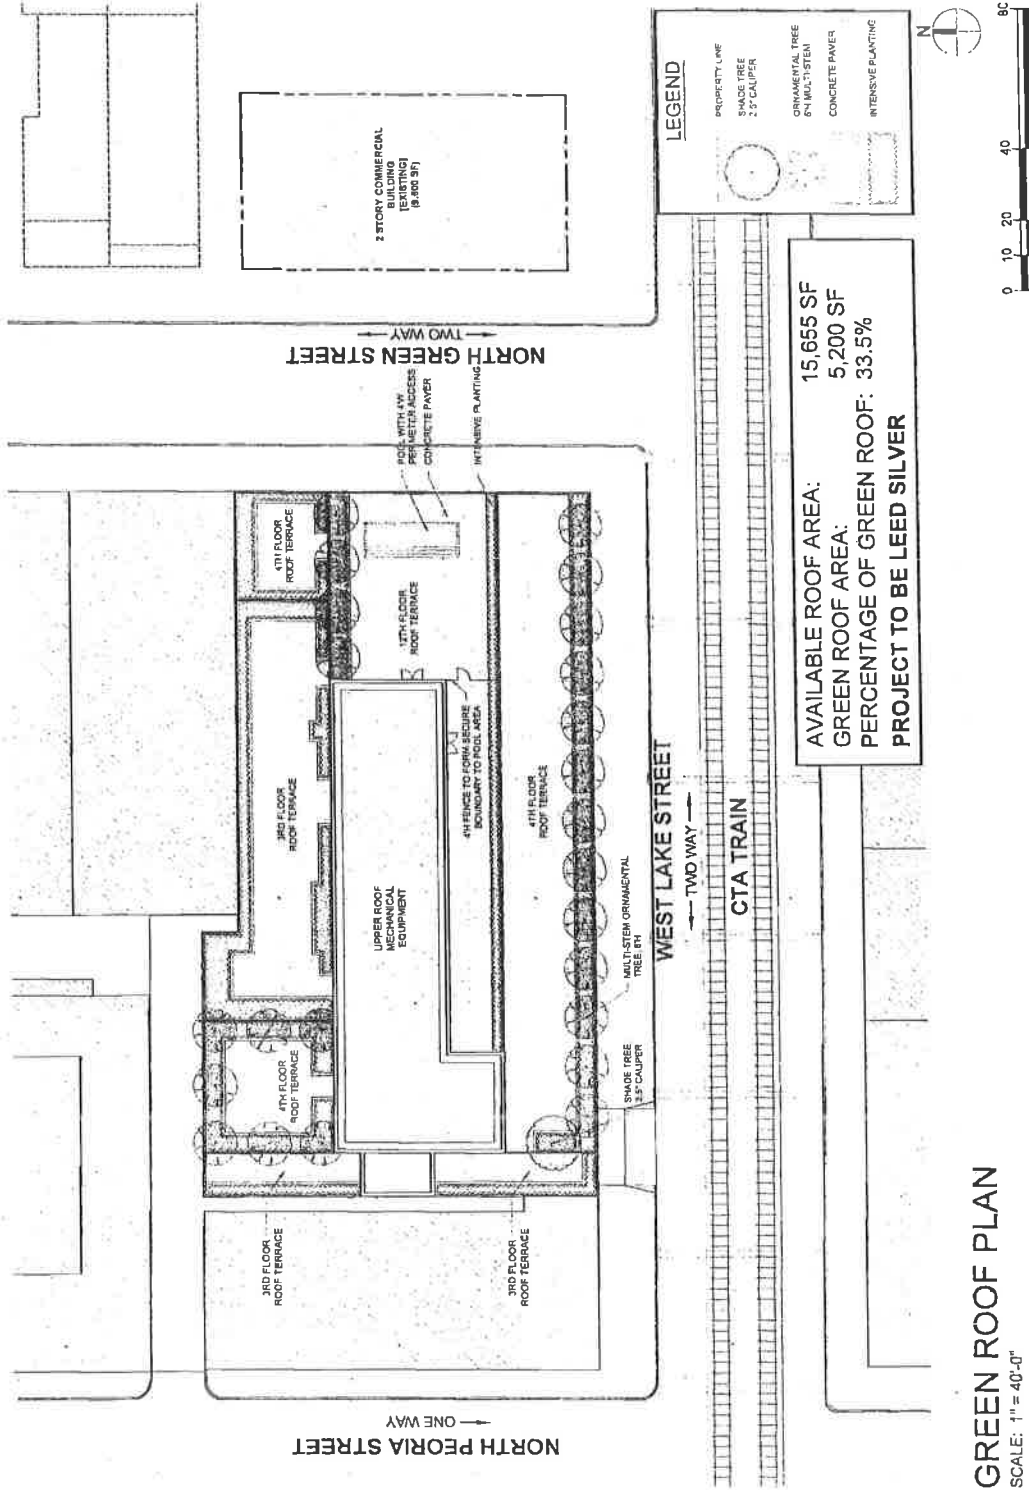 GREEN ROOF PLAN
SCALE: 1" = 40'-0"
NORTH PEORIA STREET
ONE WAY
3RD FLOOR
ROOF TERRACE
3RD FLOOR
ROOF TERRACE
4TH FLOOR
ROOF TERRACE
3RD FLOOR
ROOF TERRACE
4TH FLOOR
ROOF TERRACE
UPPER ROOF
MECHANICAL
EQUIPMENT
12TH FLOOR
ROOF TERRACE
4'H FENCE TO FORM SECURE
BOUNDARY TO POOL AREA
4TH FLOOR
ROOF TERRACE
POOL WITH 4'W
PERIMETER ACCESS
CONCRETE PAVER
INTENSIVE PLANTING
SHADE TREE
2.5" CALIPER
MULTI-STEM ORNAMENTAL
TREE, 6'H
WEST LAKE STREET
TWO WAY
CTA TRAIN
NORTH GREEN STREET
TWO WAY
2 STORY COMMERCIAL
BUILDING
[EXISTING]
(9,600 SF)
AVAILABLE ROOF AREA: 15,655 SF
GREEN ROOF AREA: 5,200 SF
PERCENTAGE OF GREEN ROOF: 33.5%
PROJECT TO BE LEED SILVER
LEGEND
PROPERTY LINE
SHADE TREE
2.5" CALIPER
ORNAMENTAL TREE
6'H MULTI-STEM
CONCRETE PAVER
INTENSIVE PLANTING
N
0 10 20 40 80